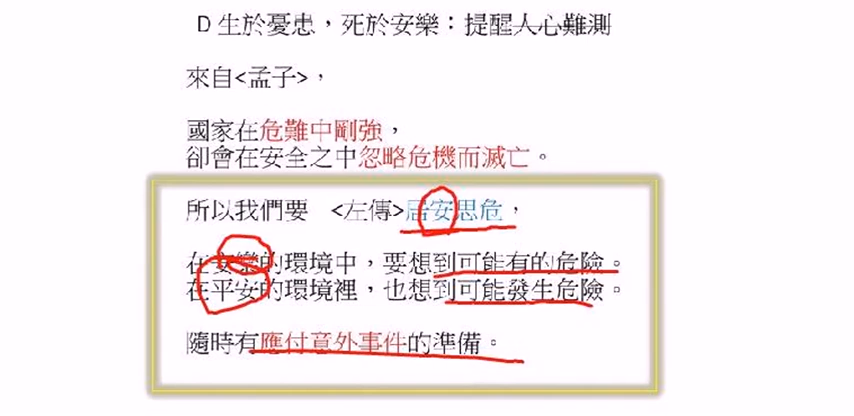 D 生於憂患，死於安樂：提醒人心難測
來自<孟子>，
國家在危難中剛強，
卻會在安全之中忽略危機而滅亡。
所以我們要 <左傳>居安思危，
在安樂的環境中，要想到可能有的危險。
在平安的環境裡，也想到可能發生危險。
隨時有應付意外事件的準備。